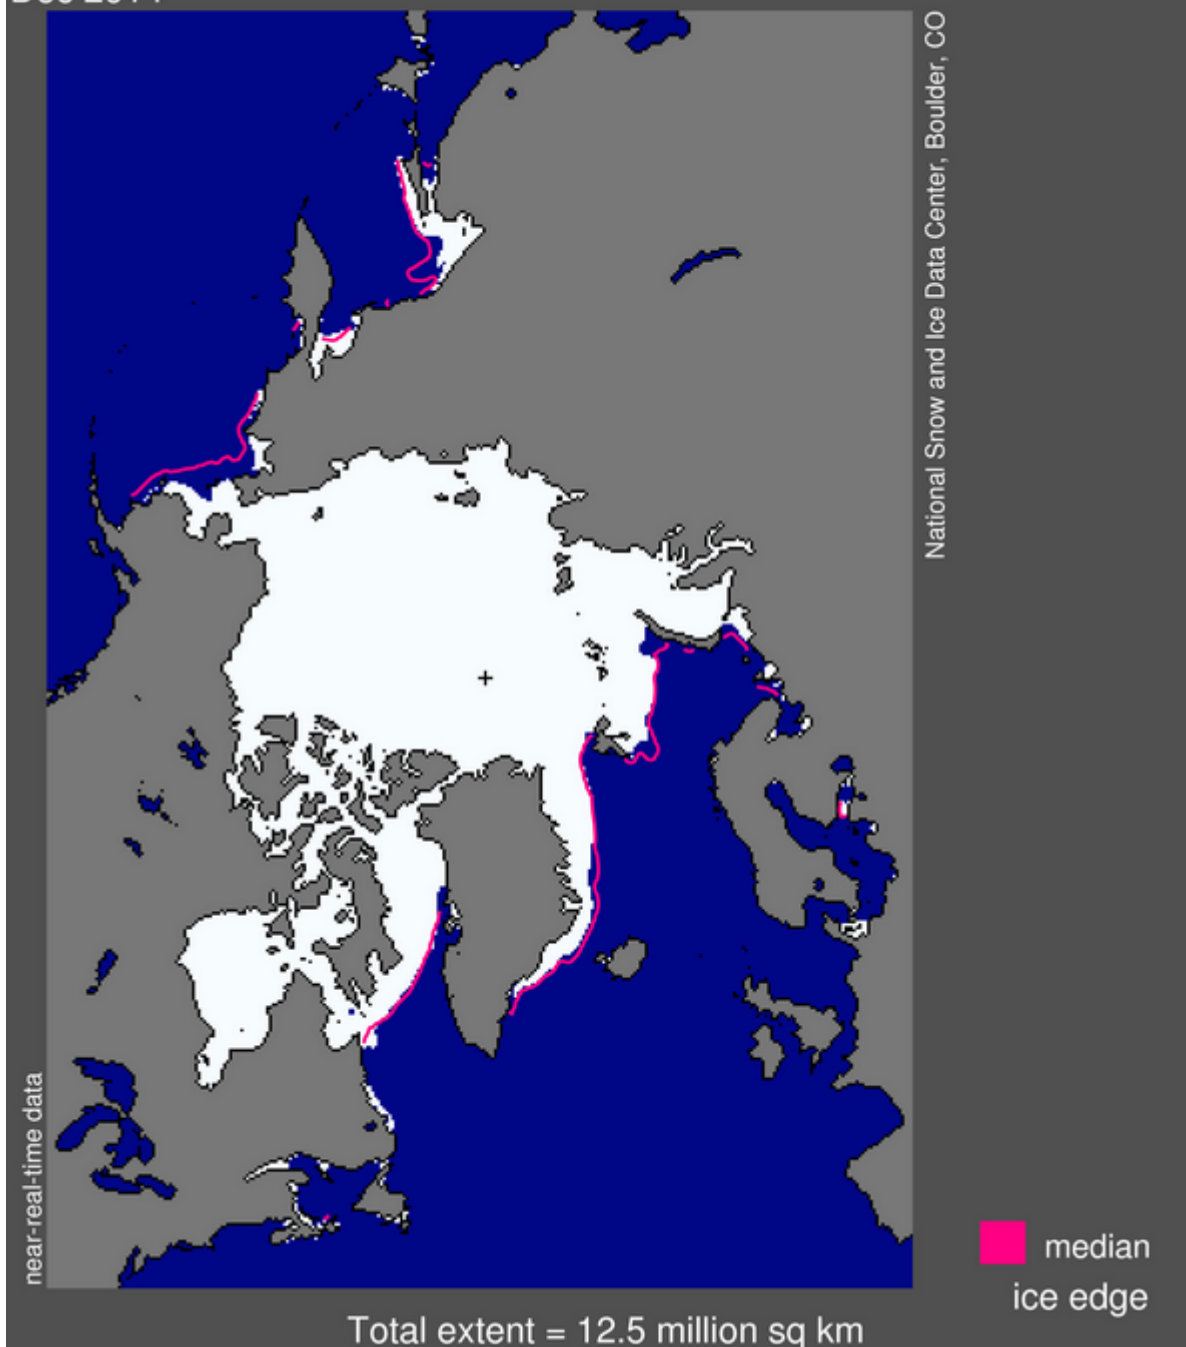 National Snow and Ice Data Center, Boulder, CO
near-real-time data
median
ice edge
Total extent = 12.5 million sq km